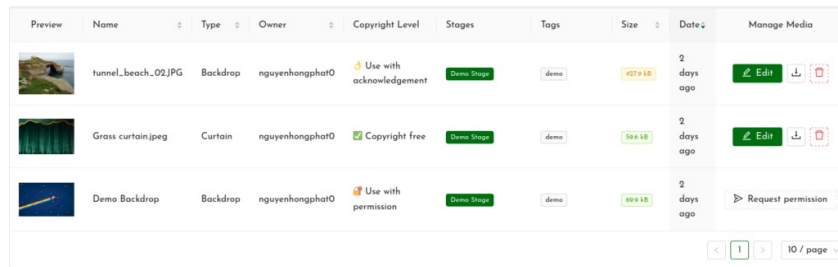 Preview Name Type Owner Copyright Level Stages Tags Size Date Manage Media
tunnel_beach_02.JPG Backdrop nguyenhongphat0 👌 Use with acknowledgement Demo Stage demo 427.9 kB 2 days ago Edit
Grass curtain.jpeg Curtain nguyenhongphat0 ✅ Copyright free Demo Stage demo 59.6 kB 2 days ago Edit
Demo Backdrop Backdrop nguyenhongphat0 🔐 Use with permission Demo Stage demo 69.9 kB 2 days ago Request permission
< 1 > 10 / page